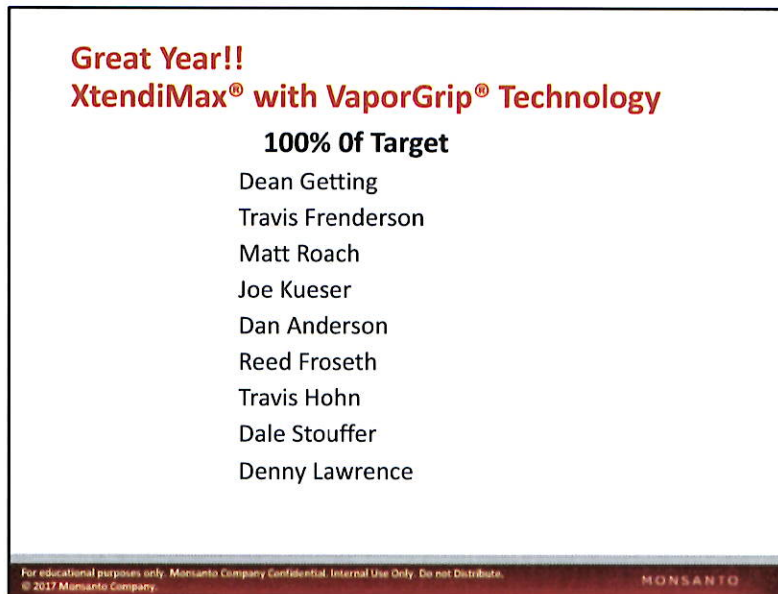 Great Year!!
XtendiMax® with VaporGrip® Technology
100% 0f Target
Dean Getting
Travis Frenderson
Matt Roach
Joe Kueser
Dan Anderson
Reed Froseth
Travis Hohn
Dale Stouffer
Denny Lawrence
For educational purposes only. Monsanto Company Confidential. Internal Use Only. Do not Distribute.
© 2017 Monsanto Company.
MONSANTO